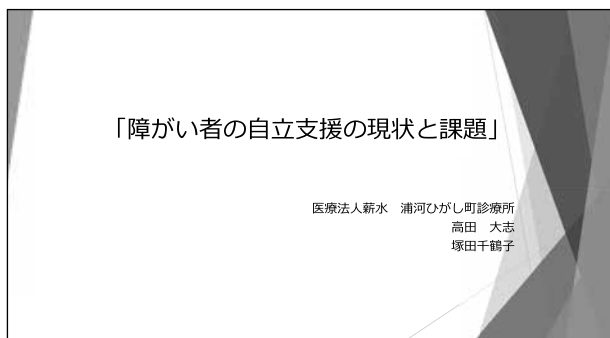 「障がい者の自立支援の現状と課題」
医療法人薪水　浦河ひがし町診療所
高田　大志
塚田千鶴子